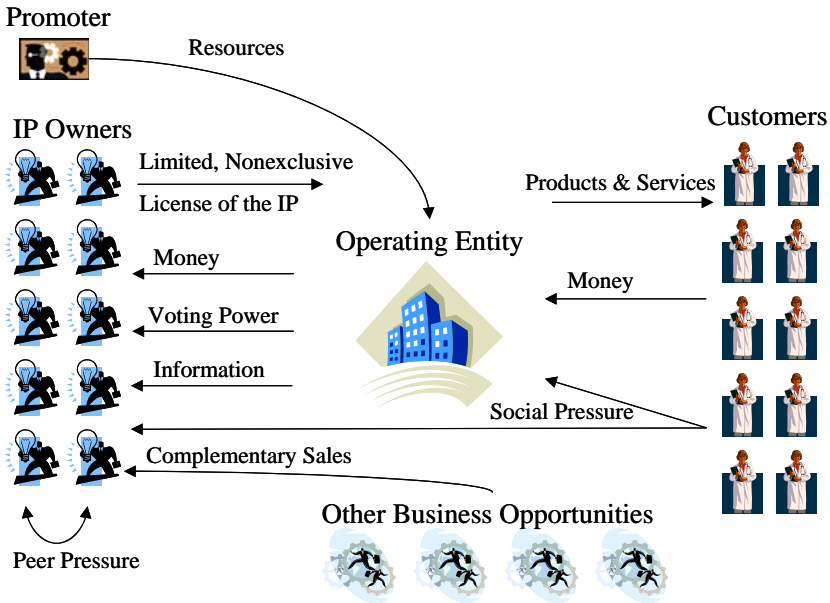 Promoter
Resources
IP Owners
Customers
Limited, Nonexclusive
License of the IP
Products & Services
Operating Entity
Money
Money
Voting Power
Information
Social Pressure
Complementary Sales
Other Business Opportunities
Peer Pressure